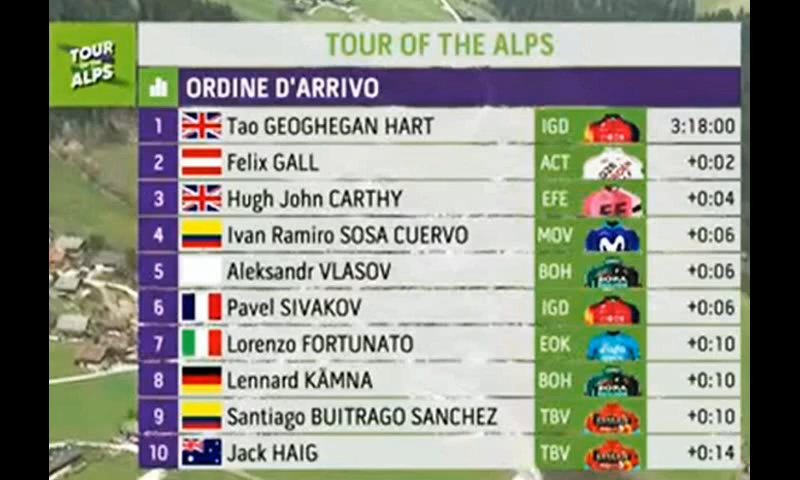 TOUR OF THE ALPS
TOUR
OF THE
ALPS
ORDINE D'ARRIVO
1 Tao GEOGHEGAN HART IGD 3:18:00
2 Felix GALL ACT +0:02
3 Hugh John CARTHY EFE +0:04
4 Ivan Ramiro SOSA CUERVO MOV +0:06
5 Aleksandr VLASOV BOH +0:06
6 Pavel SIVAKOV IGD +0:06
7 Lorenzo FORTUNATO EOK +0:10
8 Lennard KÄMNA BOH +0:10
9 Santiago BUITRAGO SANCHEZ TBV +0:10
10 Jack HAIG TBV +0:14